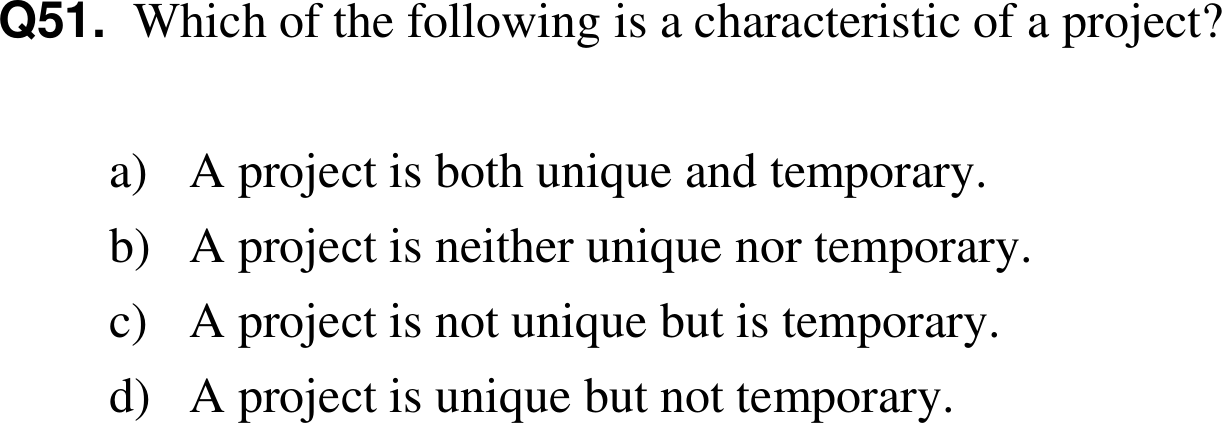 Q51. Which of the following is a characteristic of a project?
a) A project is both unique and temporary.
b) A project is neither unique nor temporary.
c) A project is not unique but is temporary.
d) A project is unique but not temporary.